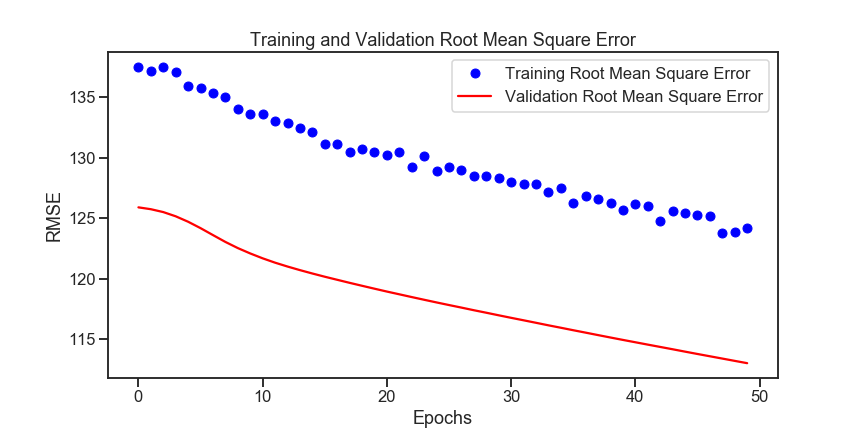 Training and Validation Root Mean Square Error
Training Root Mean Square Error
Validation Root Mean Square Error
RMSE
135
130
125
120
115
0 10 20 30 40 50
Epochs